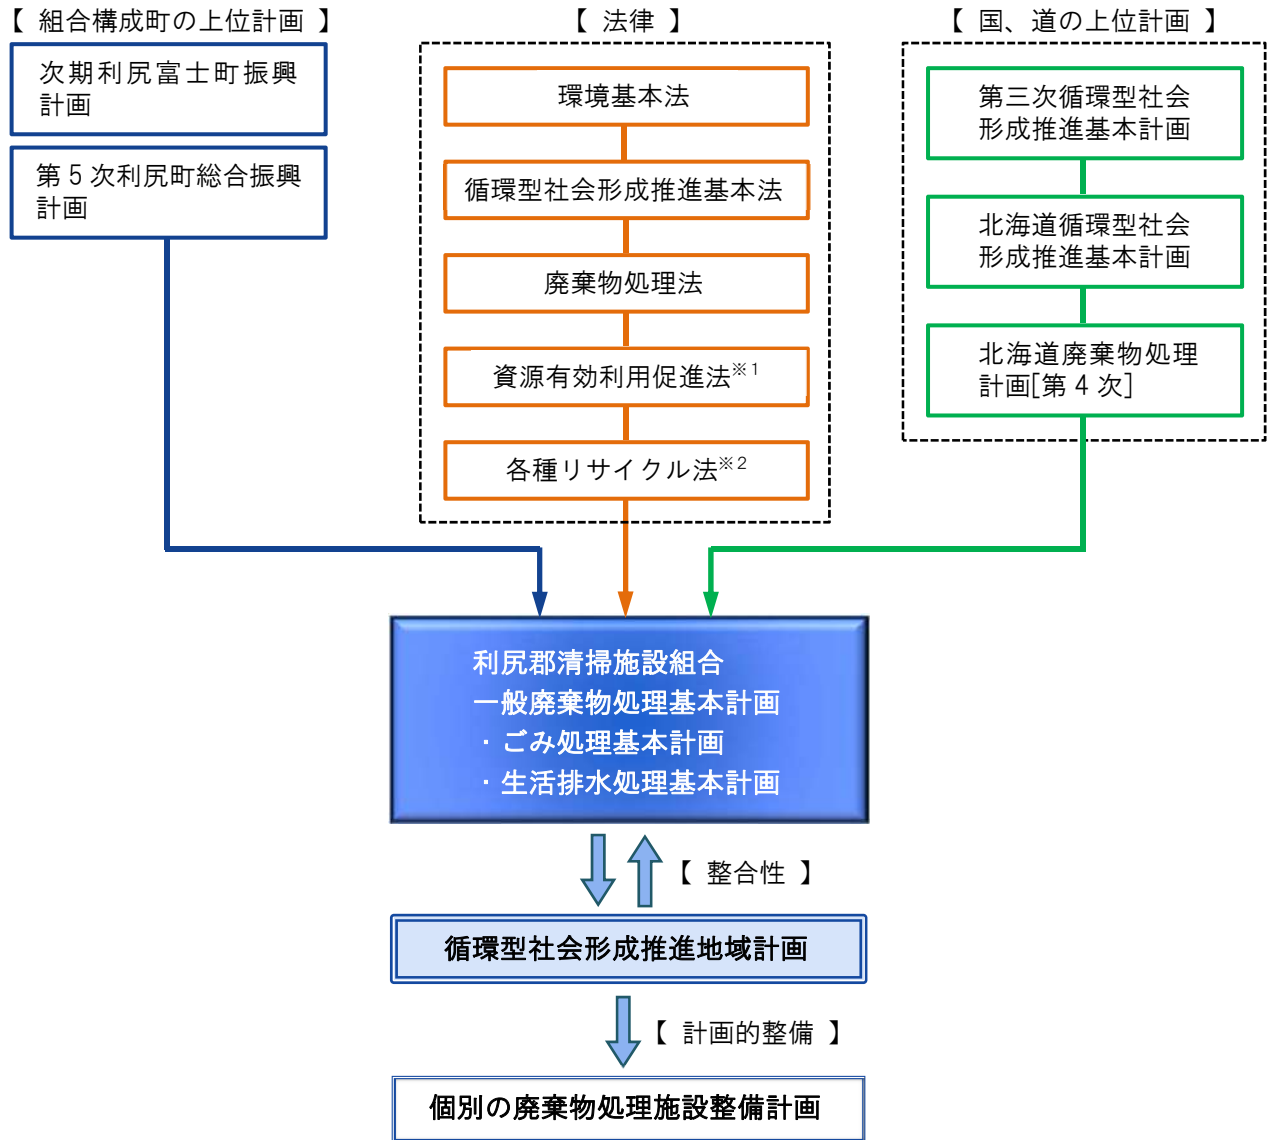 【 組合構成町の上位計画 】
次期利尻富士町振興
計画
第５次利尻町総合振興
計画
【 法律 】
環境基本法
循環型社会形成推進基本法
廃棄物処理法
資源有効利用促進法※1
各種リサイクル法※2
【 国、道の上位計画 】
第三次循環型社会
形成推進基本計画
北海道循環型社会
形成推進基本計画
北海道廃棄物処理
計画[第４次]
利尻郡清掃施設組合
一般廃棄物処理基本計画
・ごみ処理基本計画
・生活排水処理基本計画
【 整合性 】
循環型社会形成推進地域計画
【 計画的整備 】
個別の廃棄物処理施設整備計画